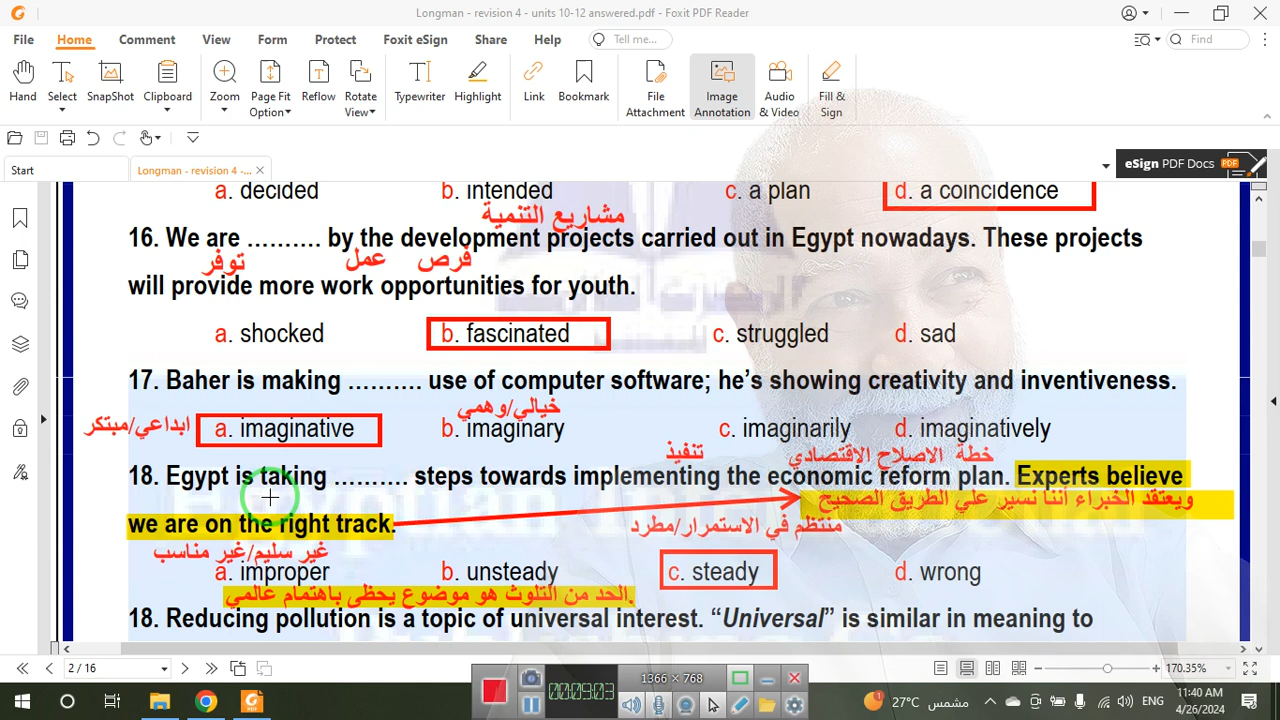 Longman - revision 4 - units 10-12 answered.pdf - Foxit PDF Reader
File Home Comment View Form Protect Foxit eSign Share Help Tell me... Find
Hand Select SnapShot Clipboard Zoom Page Fit Option Reflow Rotate View Typewriter Highlight Link Bookmark File Attachment Image Annotation Audio & Video Fill & Sign
Start Longman - revision 4 -... eSign PDF Docs PDF
a. decided b. intended c. a plan d. a coincidence
مشاريع التنمية
16. We are .......... by the development projects carried out in Egypt nowadays. These projects
توفر عمل فرص
will provide more work opportunities for youth.
a. shocked b. fascinated c. struggled d. sad
17. Baher is making .......... use of computer software; he's showing creativity and inventiveness.
ابداعي/مبتكر خيالي/وهمي
a. imaginative b. imaginary c. imaginarily d. imaginatively
تنفيذ خطة الاصلاح الاقتصادي
18. Egypt is taking .......... steps towards implementing the economic reform plan. Experts believe
ويعتقد الخبراء أننا نسير علي الطريق الصحيح
we are on the right track.
منتظم في الاستمرار/مطرد
غير سليم/غير مناسب
a. improper b. unsteady c. steady d. wrong
الحد من التلوث هو موضوع يحظى باهتمام عالمي.
18. Reducing pollution is a topic of universal interest. “Universal” is similar in meaning to
2 / 16 170.35%
1366 × 768
00:09:03
27°C مشمس ENG 11:40 AM
4/26/2024